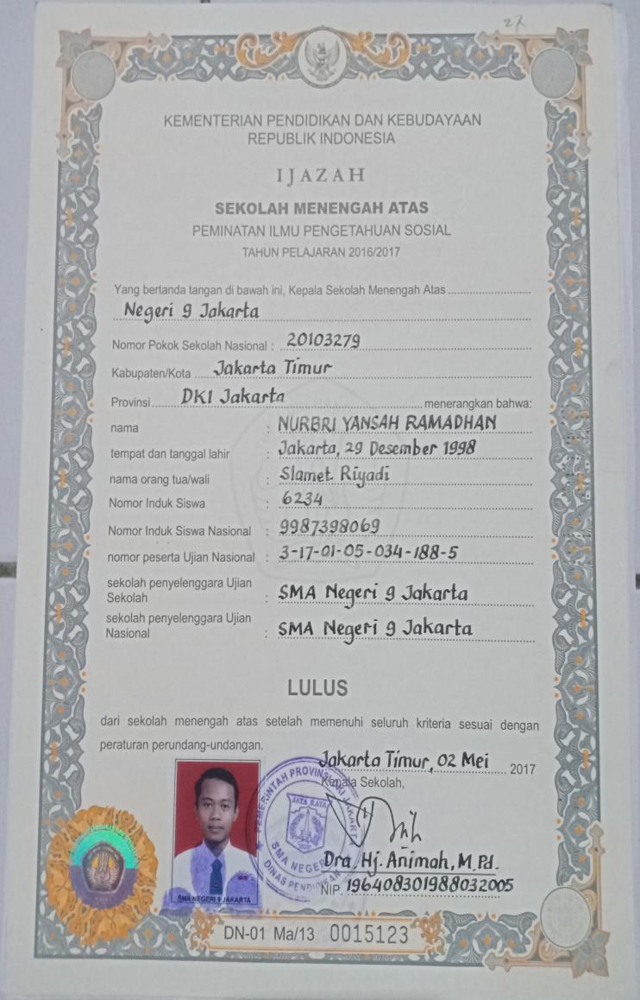 27
KEMENTERIAN PENDIDIKAN DAN KEBUDAYAAN
REPUBLIK INDONESIA
IJAZAH
SEKOLAH MENENGAH ATAS
PEMINATAN ILMU PENGETAHUAN SOSIAL
TAHUN PELAJARAN 2016/2017
Yang bertanda tangan di bawah ini, Kepala Sekolah Menengah Atas
Negeri 9 Jakarta
Nomor Pokok Sekolah Nasional : 20103279
Kabupaten/Kota Jakarta Timur
Provinsi DKI Jakarta menerangkan bahwa:
nama : NURBRI YANSAH RAMADHAN
tempat dan tanggal lahir : Jakarta, 29 Desember 1998
nama orang tua/wali : Slamet Riyadi
Nomor Induk Siswa : 6234
Nomor Induk Siswa Nasional : 9987398069
nomor peserta Ujian Nasional : 3-17-01-05-034-188-5
sekolah penyelenggara Ujian
Sekolah : SMA Negeri 9 Jakarta
sekolah penyelenggara Ujian
Nasional : SMA Negeri 9 Jakarta
LULUS
dari sekolah menengah atas setelah memenuhi seluruh kriteria sesuai dengan
peraturan perundang-undangan.
Jakarta Timur, 02 Mei 2017
Kepala Sekolah,
PEMERINTAH PROVINSI DKI JAKARTA
JAYA RAYA
SMA NEGERI
DINAS PENDIDIKAN
Dra. Hj. Animah, M.Pd.
NIP. 196408301988032005
SMA NEGERI 9 JAKARTA
DN-01 Ma/13 0015123